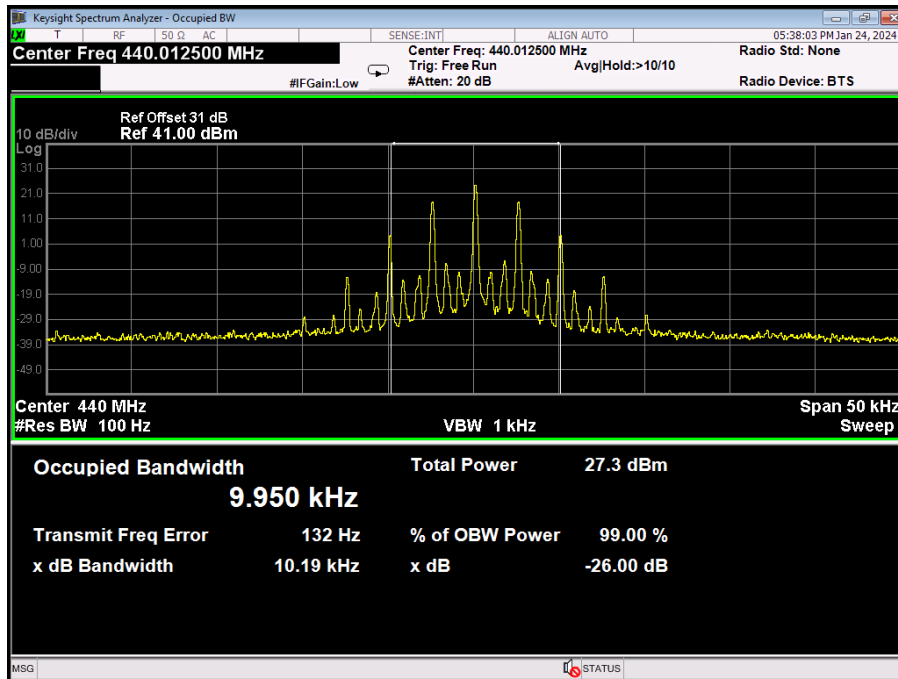 Keysight Spectrum Analyzer - Occupied BW
LXI T RF 50 Ω AC SENSE:INT ALIGN AUTO 05:38:03 PM Jan 24, 2024
Center Freq 440.012500 MHz Center Freq: 440.012500 MHz Radio Std: None
Trig: Free Run Avg|Hold:>10/10
#IFGain:Low #Atten: 20 dB Radio Device: BTS
Ref Offset 31 dB
10 dB/div Ref 41.00 dBm
Log
31.0
21.0
11.0
1.00
-9.00
-19.0
-29.0
-39.0
-49.0
Center 440 MHz Span 50 kHz
#Res BW 100 Hz VBW 1 kHz Sweep
Occupied Bandwidth Total Power 27.3 dBm
9.950 kHz
Transmit Freq Error 132 Hz % of OBW Power 99.00 %
x dB Bandwidth 10.19 kHz x dB -26.00 dB
MSG STATUS